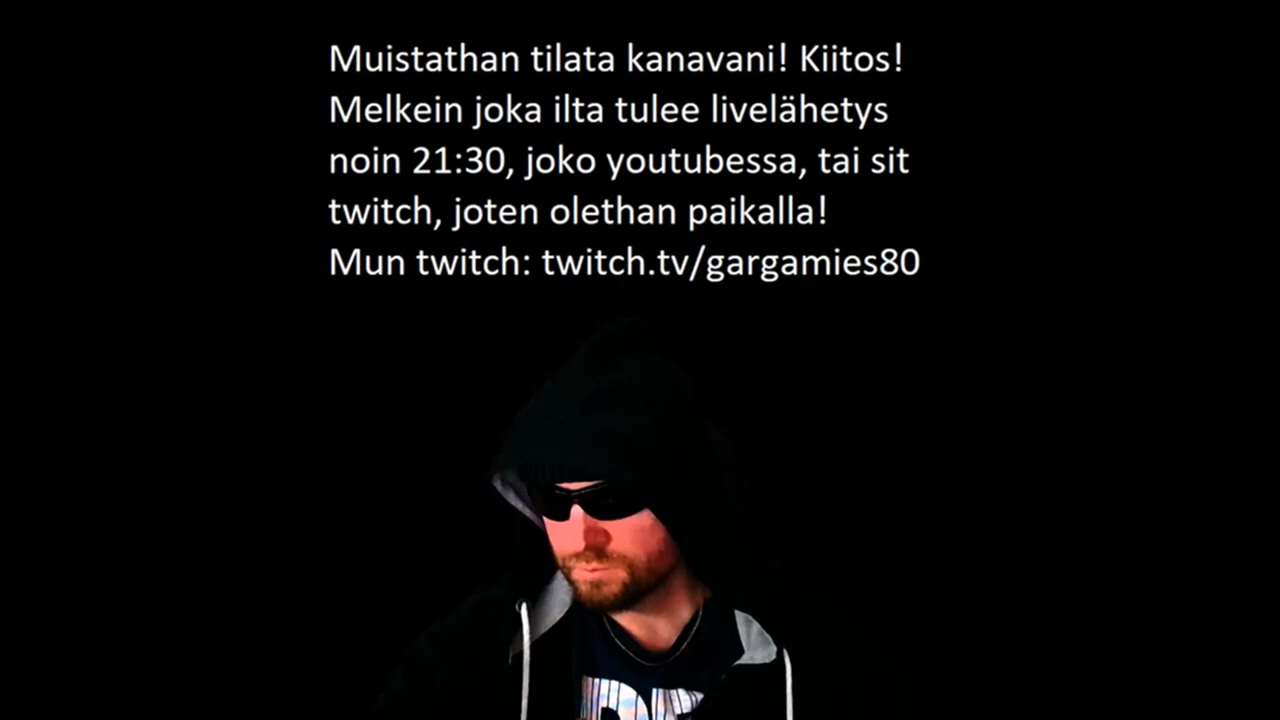 Muistathan tilata kanavani! Kiitos!
Melkein joka ilta tulee livelähetys
noin 21:30, joko youtubessa, tai sit
twitch, joten olethan paikalla!
Mun twitch: twitch.tv/gargamies80